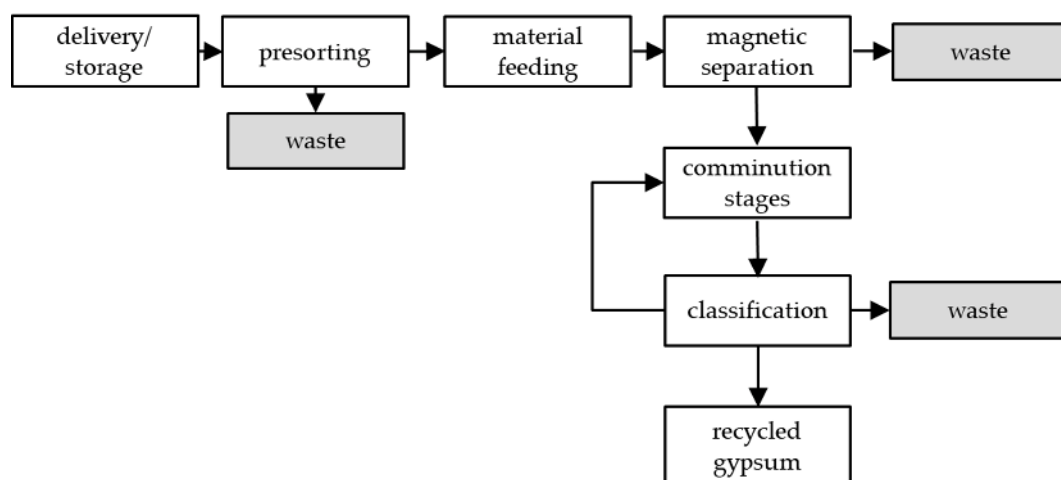 delivery/
storage
presorting
material
feeding
magnetic
separation
waste
waste
comminution
stages
classification
waste
recycled
gypsum